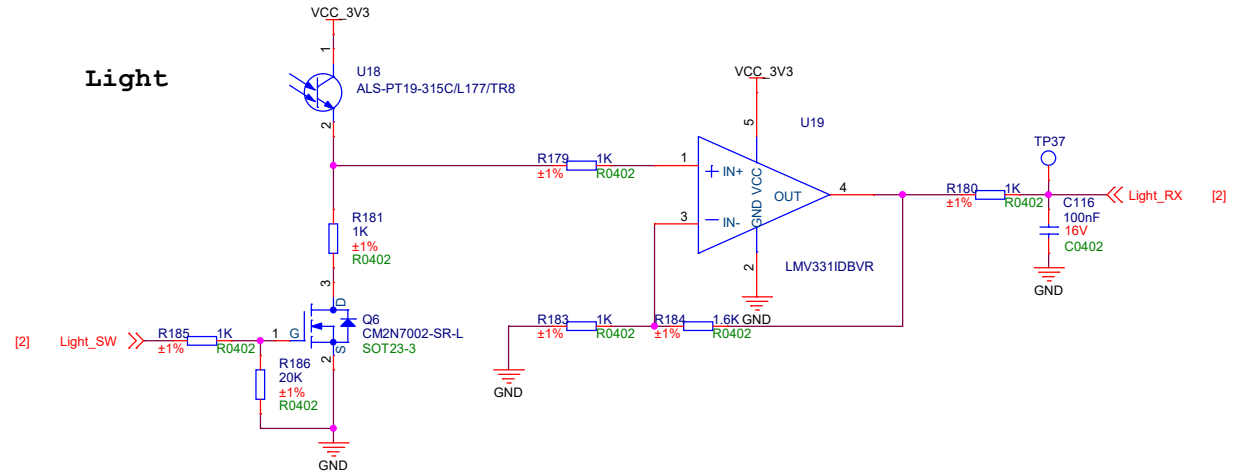 VCC_3V3
Light
1
U18
ALS-PT19-315C/L177/TR8
2
VCC_3V3
5
U19
TP37
R179
1K
±1%
R0402
1
+ IN+
VCC
OUT
4
3
- IN-
GND
2
LMV331IDBVR
GND
R180
1K
±1%
R0402
Light_RX
[2]
C116
100nF
16V
C0402
GND
R181
1K
±1%
R0402
3
D
Q6
CM2N7002-SR-L
SOT23-3
G
1
S
2
[2]
Light_SW
R185
1K
±1%
R0402
R186
20K
±1%
R0402
GND
R183
1K
±1%
R0402
R184
1.6K
±1%
R0402
GND